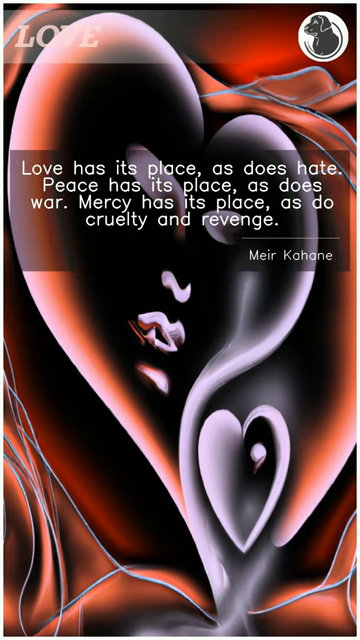 LOVE
Love has its place, as does hate.
Peace has its place, as does
war. Mercy has its place, as do
cruelty and revenge.
Meir Kahane